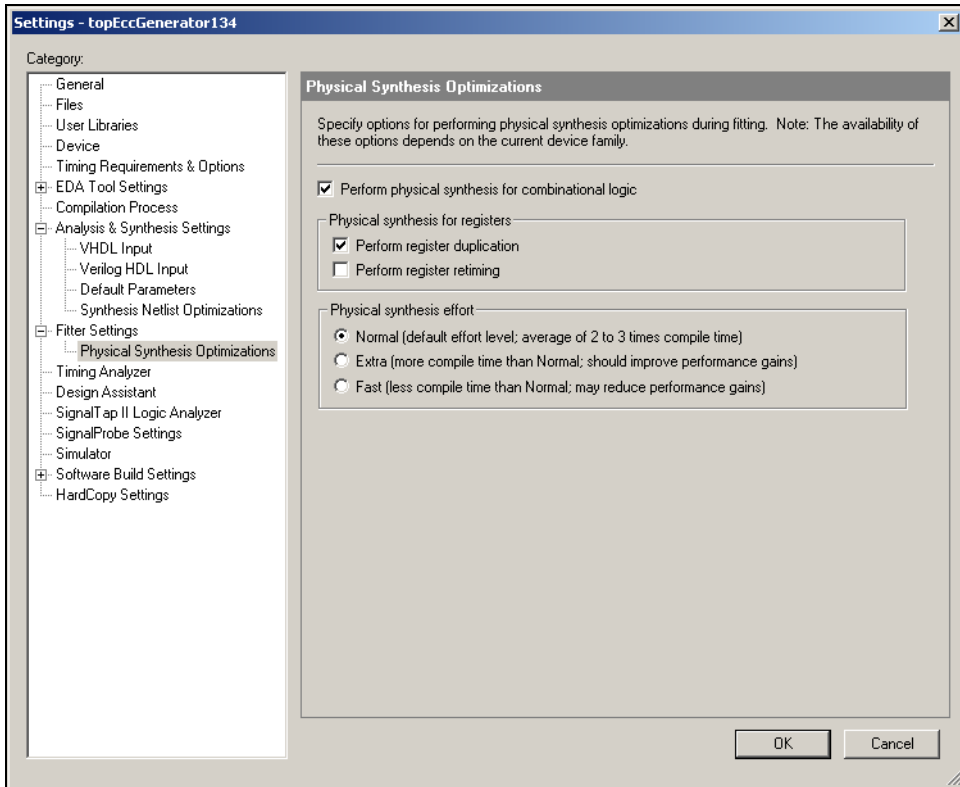 Settings - topEccGenerator134
Category:
General
Files
User Libraries
Device
Timing Requirements & Options
EDA Tool Settings
Compilation Process
Analysis & Synthesis Settings
VHDL Input
Verilog HDL Input
Default Parameters
Synthesis Netlist Optimizations
Fitter Settings
Physical Synthesis Optimizations
Timing Analyzer
Design Assistant
SignalTap II Logic Analyzer
SignalProbe Settings
Simulator
Software Build Settings
HardCopy Settings
Physical Synthesis Optimizations
Specify options for performing physical synthesis optimizations during fitting. Note: The availability of
these options depends on the current device family.
Perform physical synthesis for combinational logic
Physical synthesis for registers
Perform register duplication
Perform register retiming
Physical synthesis effort
Normal (default effort level; average of 2 to 3 times compile time)
Extra (more compile time than Normal; should improve performance gains)
Fast (less compile time than Normal; may reduce performance gains)
OK
Cancel